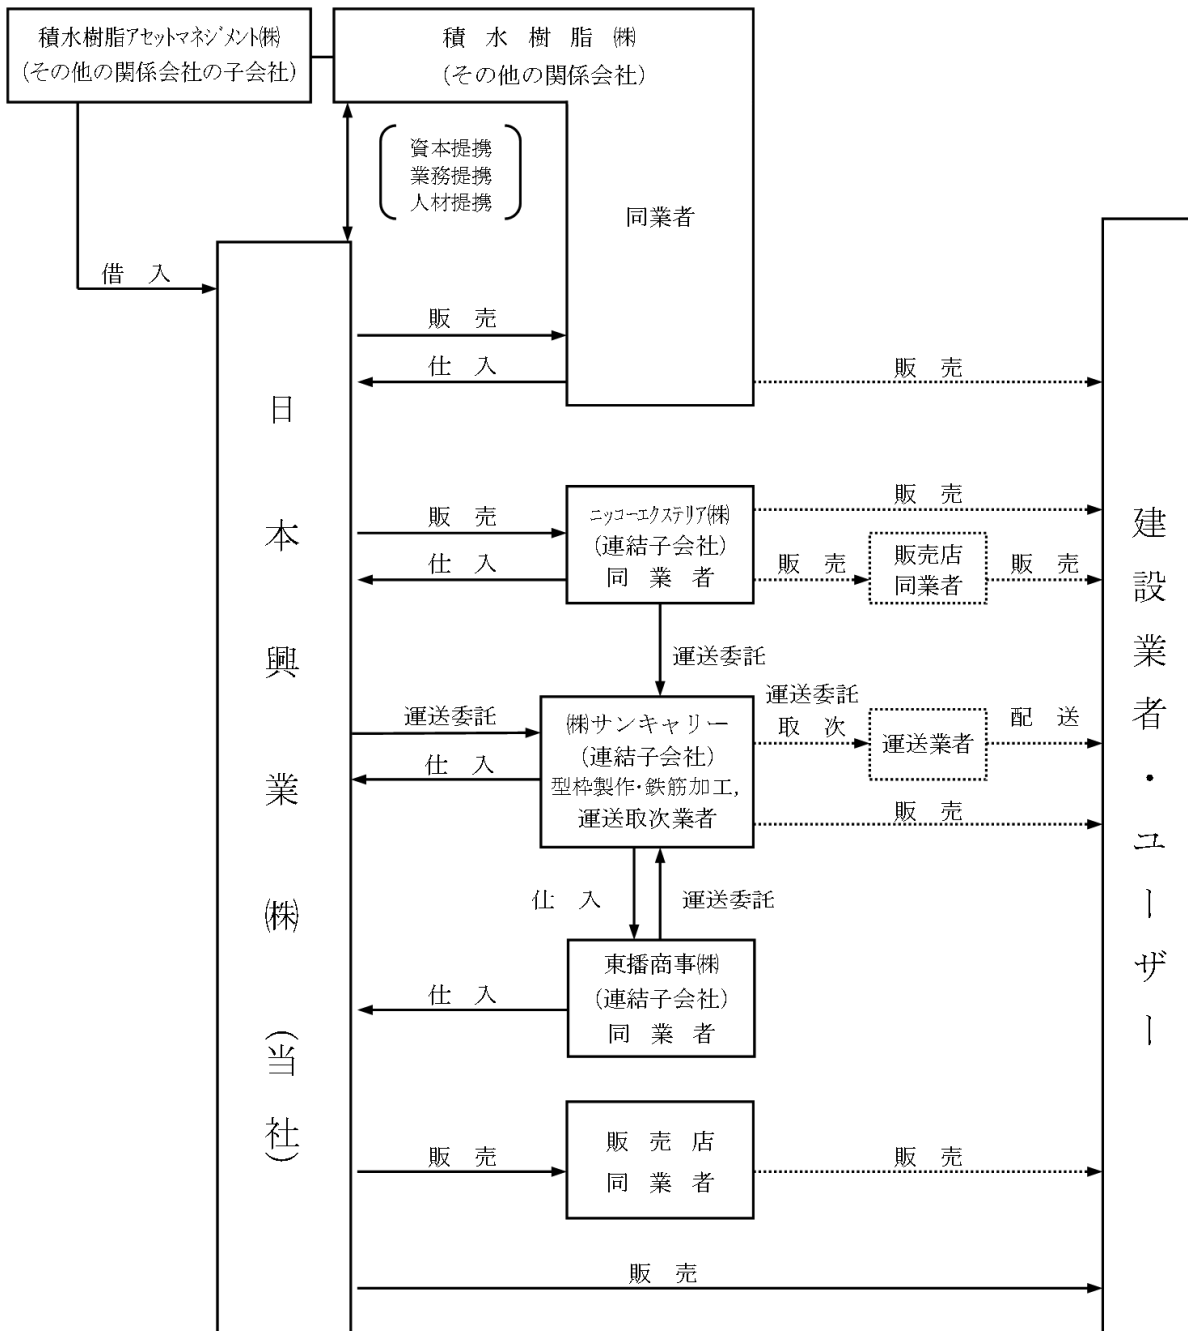 積水樹脂アセットマネジメント㈱
(その他の関係会社の子会社)
積 水 樹 脂 ㈱
(その他の関係会社)
資本提携
業務提携
人材提携
同業者
借 入
販 売
仕 入
販 売
日本興業㈱(当社)
建設業者・ユーザー
販 売
仕 入
ニッコーエクステリア㈱
(連結子会社)
同 業 者
販 売
販 売
販売店
同業者
販 売
運送委託
運送委託
仕 入
㈱サンキャリー
(連結子会社)
型枠製作・鉄筋加工,
運送取次業者
運送委託
取 次
運送業者
配 送
販 売
仕 入
運送委託
仕 入
東播商事㈱
(連結子会社)
同 業 者
販 売
販 売 店
同 業 者
販 売
販 売